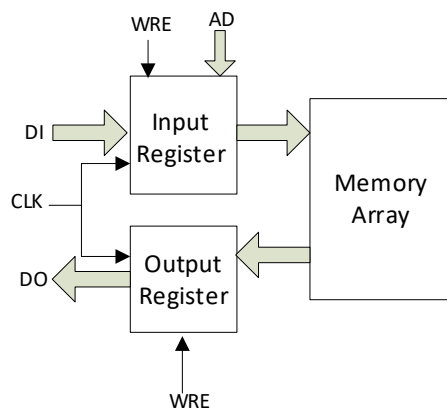 WRE
AD
DI
Input
Register
Memory
Array
CLK
DO
Output
Register
WRE